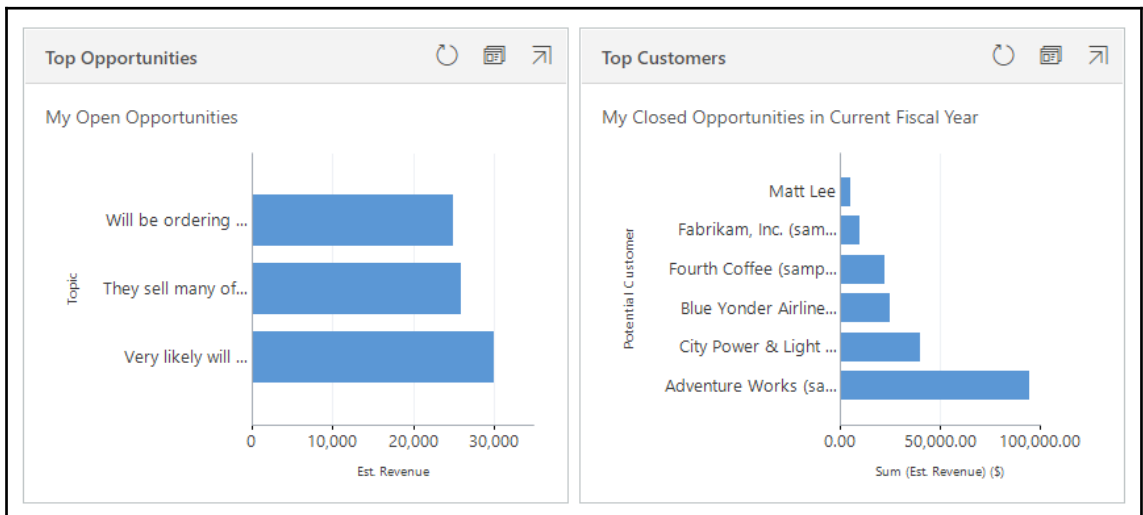 Top Opportunities
My Open Opportunities
Topic
Will be ordering ...
They sell many of...
Very likely will ...
0 10,000 20,000 30,000
Est. Revenue
Top Customers
My Closed Opportunities in Current Fiscal Year
Potential Customer
Matt Lee
Fabrikam, Inc. (sam...
Fourth Coffee (samp...
Blue Yonder Airline...
City Power & Light ...
Adventure Works (sa...
0.00 50,000.00 100,000.00
Sum (Est. Revenue) ($)